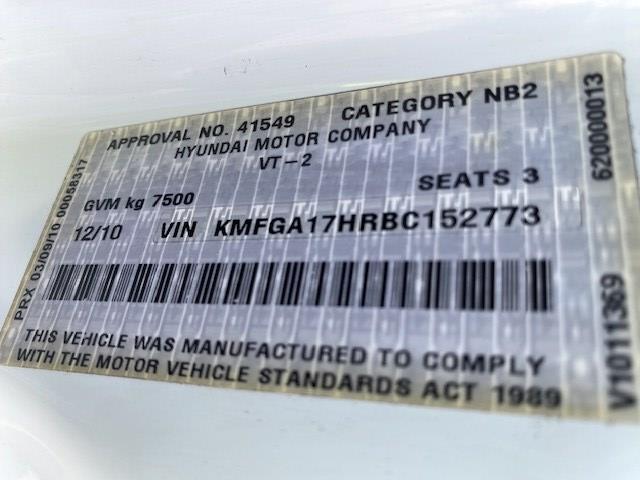 APPROVAL NO. 41549 CATEGORY NB2
HYUNDAI MOTOR COMPANY
VT-2
GVM kg 7500 SEATS 3
12/10 VIN KMFGA17HRBC152773
THIS VEHICLE WAS MANUFACTURED TO COMPLY
WITH THE MOTOR VEHICLE STANDARDS ACT 1989
PRX 03/09/10 00058317
620000013
V1011369